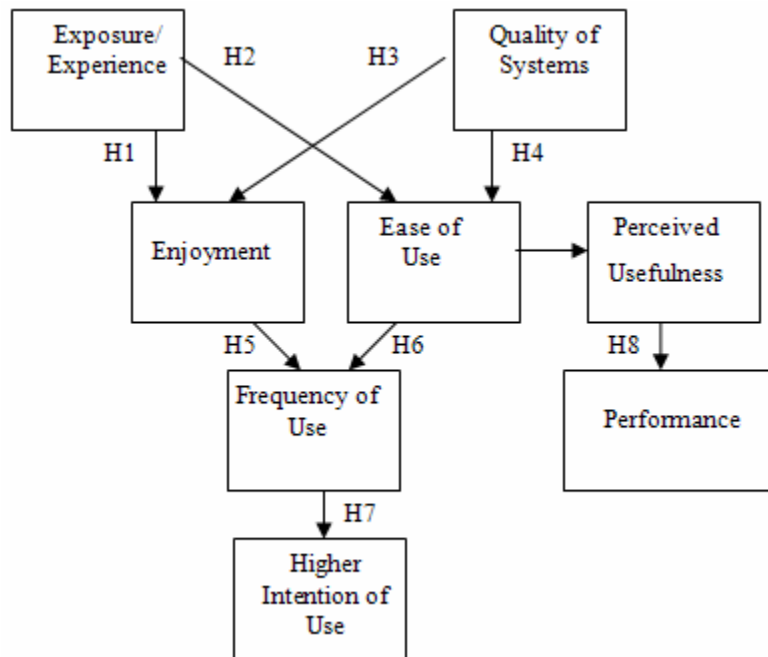 Exposure/
Experience
H2
H3
Quality of
Systems
H1
H4
Enjoyment
Ease of
Use
Perceived
Usefulness
H5
H6
H8
Frequency of
Use
Performance
H7
Higher
Intention of
Use